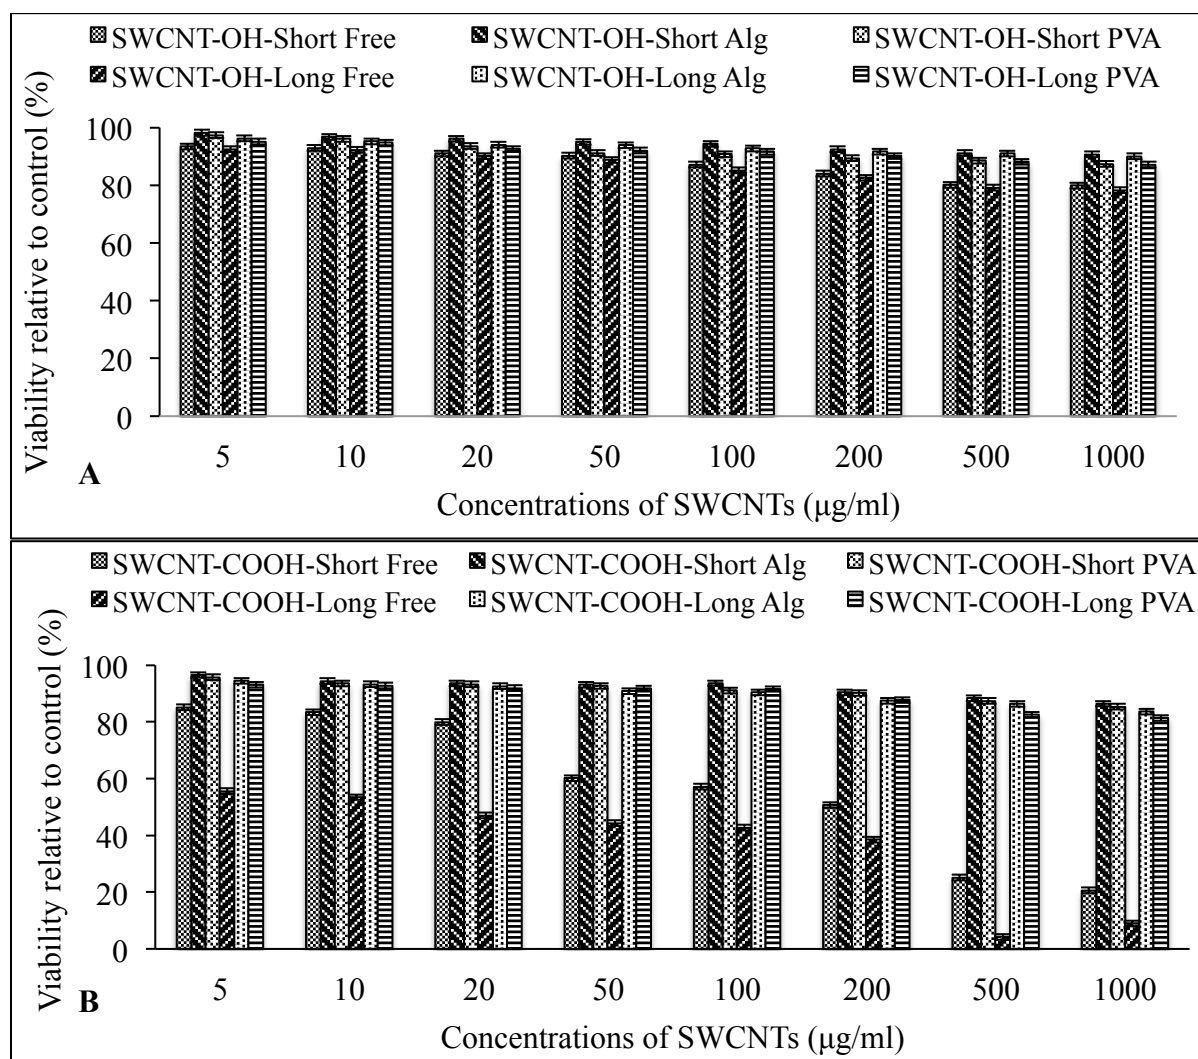 SWCNT-OH-Short Free SWCNT-OH-Short Alg SWCNT-OH-Short PVA
SWCNT-OH-Long Free SWCNT-OH-Long Alg SWCNT-OH-Long PVA
Viability relative to control (%)
100
80
60
40
20
0
5 10 20 50 100 200 500 1000
A
Concentrations of SWCNTs (μg/ml)
SWCNT-COOH-Short Free SWCNT-COOH-Short Alg SWCNT-COOH-Short PVA
SWCNT-COOH-Long Free SWCNT-COOH-Long Alg SWCNT-COOH-Long PVA
Viability relative to control (%)
100
80
60
40
20
0
5 10 20 50 100 200 500 1000
B
Concentrations of SWCNTs (μg/ml)